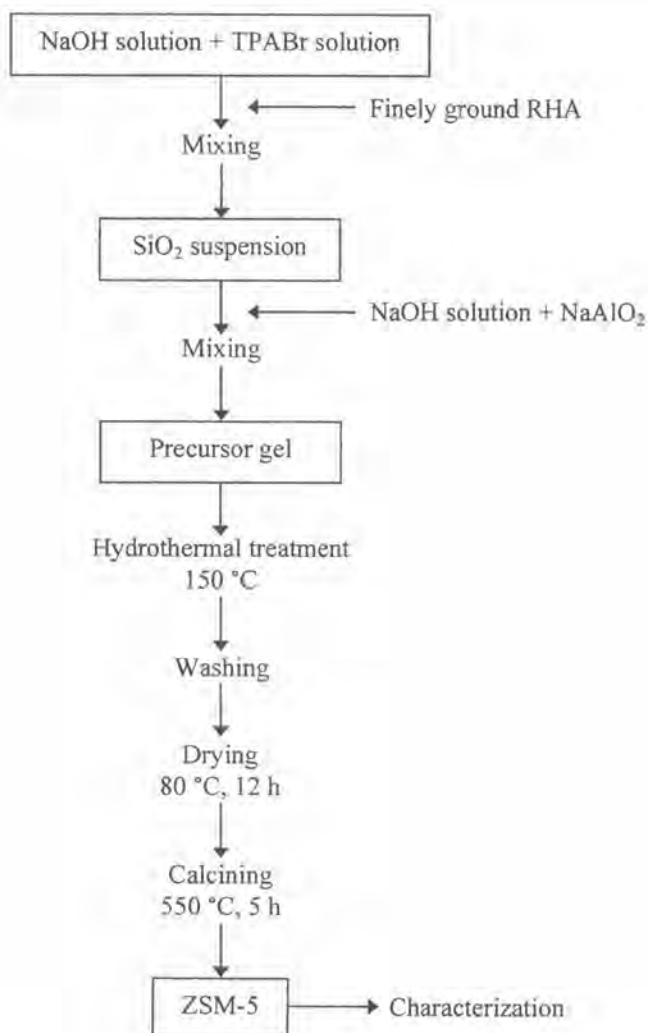 NaOH solution + TPABr solution
Finely ground RHA
Mixing
SiO₂ suspension
NaOH solution + NaAlO₂
Mixing
Precursor gel
Hydrothermal treatment
150 °C
Washing
Drying
80 °C, 12 h
Calcining
550 °C, 5 h
ZSM-5
Characterization